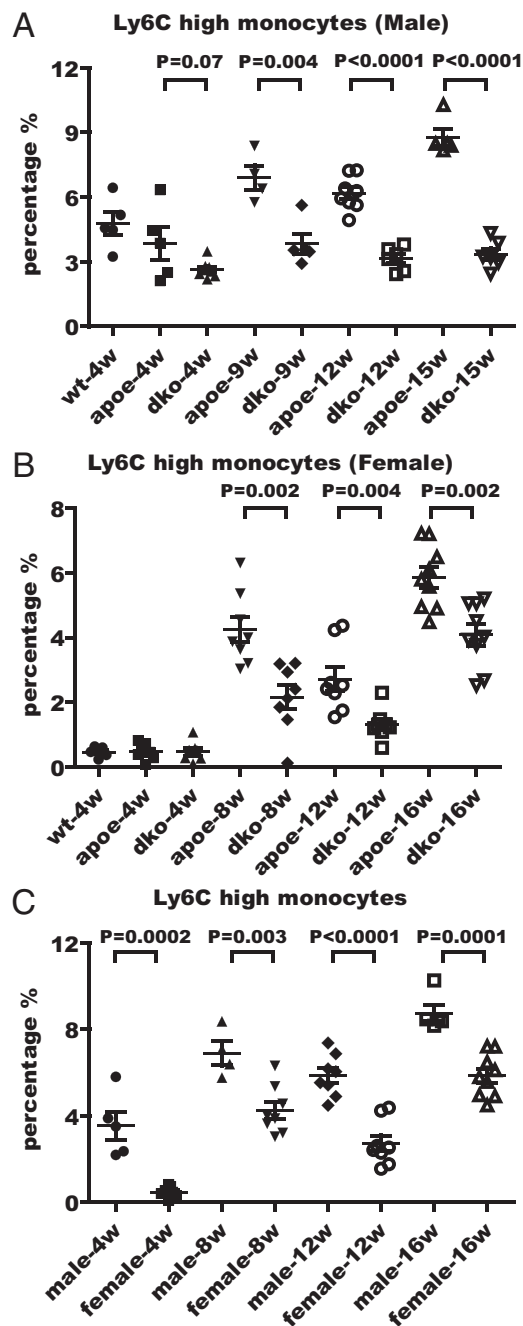 A
Ly6C high monocytes (Male)
P=0.07 P=0.004 P<0.0001 P<0.0001
12
9
6
3
0
percentage %
wt-4w
apoe-4w
dko-4w
apoe-9w
dko-9w
apoe-12w
dko-12w
apoe-15w
dko-15w
B
Ly6C high monocytes (Female)
P=0.002 P=0.004 P=0.002
8
6
4
2
0
percentage %
wt-4w
apoe-4w
dko-4w
apoe-8w
dko-8w
apoe-12w
dko-12w
apoe-16w
dko-16w
C
Ly6C high monocytes
P=0.0002 P=0.003 P<0.0001 P=0.0001
12
8
4
0
percentage %
male-4w
female-4w
male-8w
female-8w
male-12w
female-12w
male-16w
female-16w